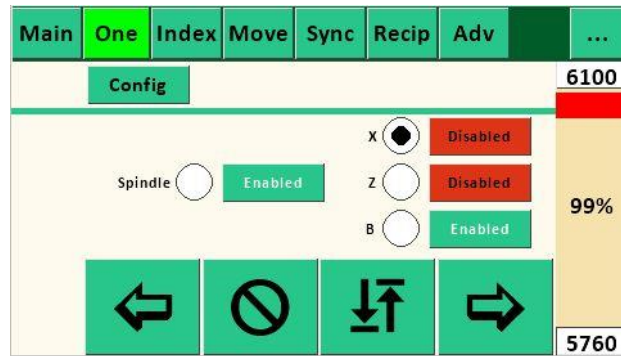 Main One Index Move Sync Recip Adv ...
Config 6100
X Disabled
Spindle Enabled Z Disabled
99%
B Enabled
5760